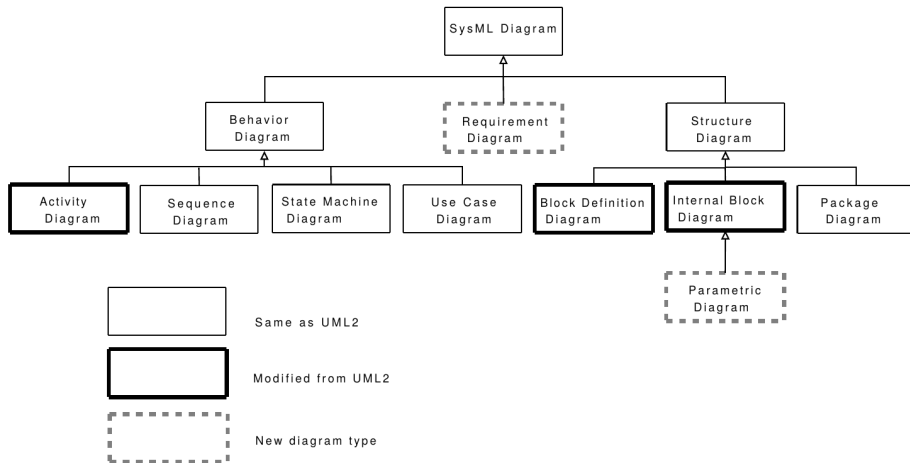 SysML Diagram
Behavior
Diagram
Requirement
Diagram
Structure
Diagram
Activity
Diagram
Sequence
Diagram
State Machine
Diagram
Use Case
Diagram
Block Definition
Diagram
Internal Block
Diagram
Package
Diagram
Parametric
Diagram
Same as UML2
Modified from UML2
New diagram type